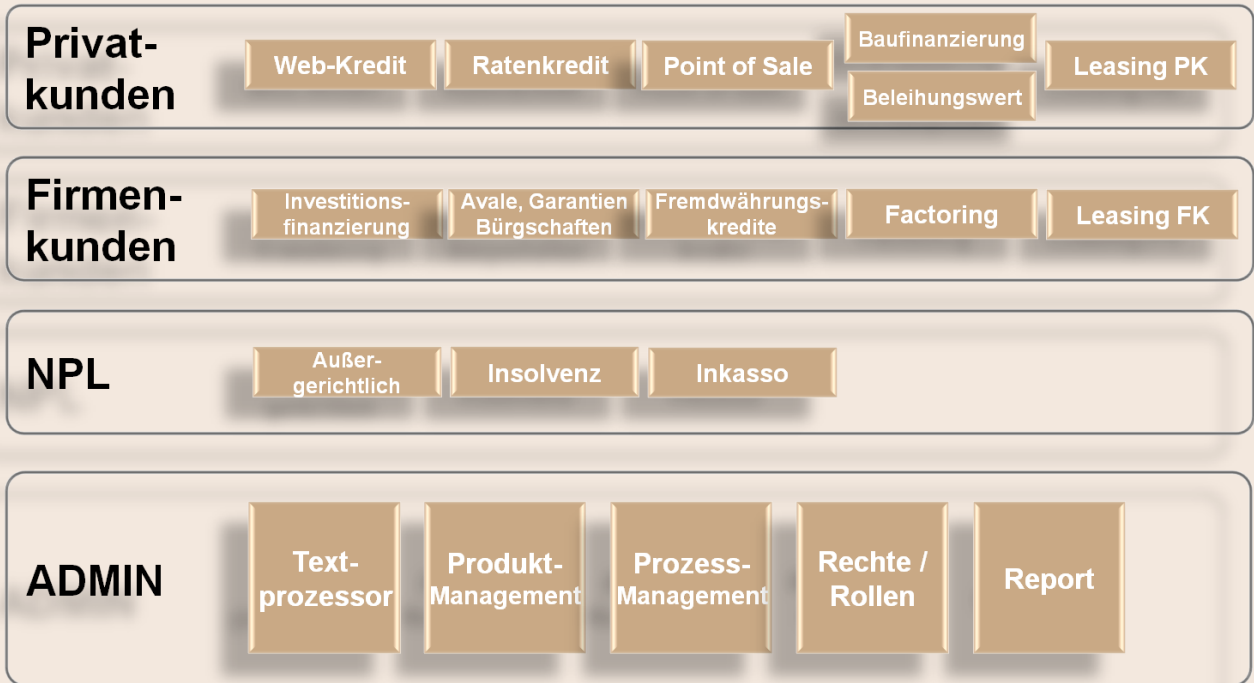 Privat-
kunden
Web-Kredit
Ratenkredit
Point of Sale
Baufinanzierung
Beleihungswert
Leasing PK
Firmen-
kunden
Investitions-
finanzierung
Avale, Garantien
Bürgschaften
Fremdwährungs-
kredite
Factoring
Leasing FK
NPL
Außer-
gerichtlich
Insolvenz
Inkasso
ADMIN
Text-
prozessor
Produkt-
Management
Prozess-
Management
Rechte /
Rollen
Report